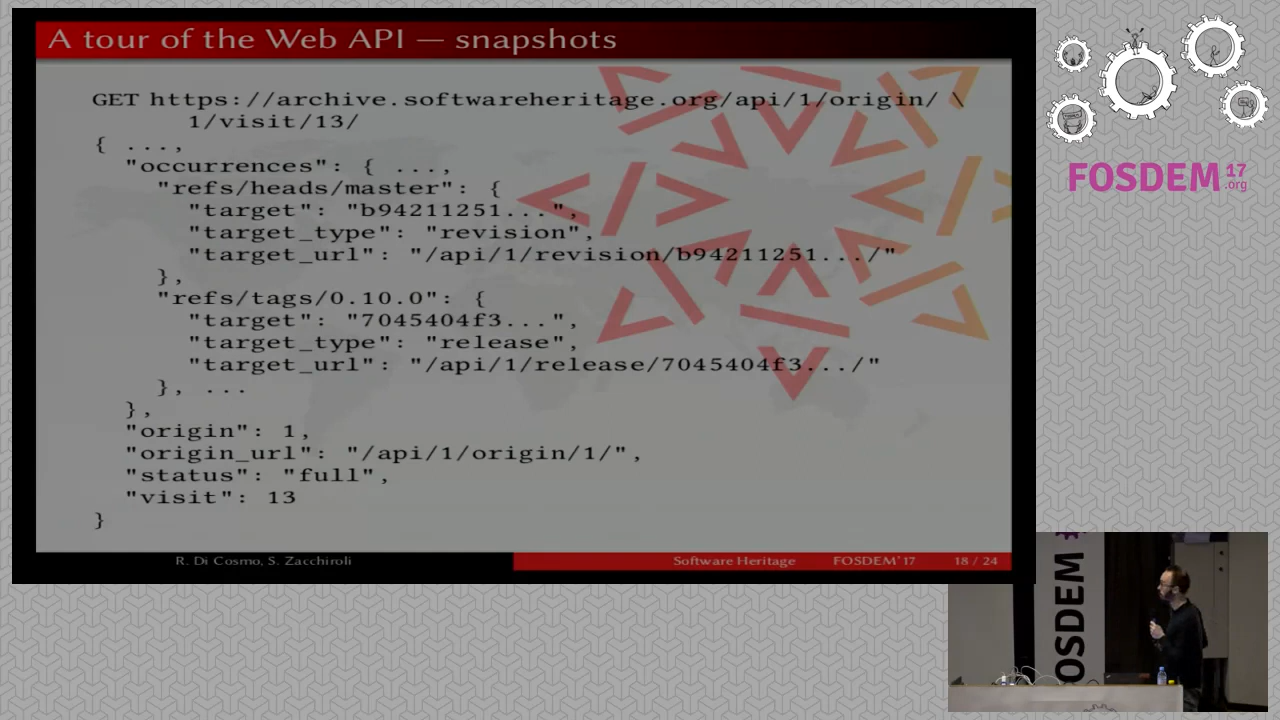 A tour of the Web API — snapshots
GET https://archive.softwareheritage.org/api/1/origin/ \
1/visit/13/
{ ...,
"occurrences": { ...,
"refs/heads/master": {
"target": "b94211251...",
"target_type": "revision",
"target_url": "/api/1/revision/b94211251.../"
},
"refs/tags/0.10.0": {
"target": "7045404f3...",
"target_type": "release",
"target_url": "/api/1/release/7045404f3.../"
}, ...
},
"origin": 1,
"origin_url": "/api/1/origin/1/",
"status": "full",
"visit": 13
}
R. Di Cosmo, S. Zacchiroli
Software Heritage
FOSDEM'17
18 / 24
FOSDEM 17
.org
OSDEM